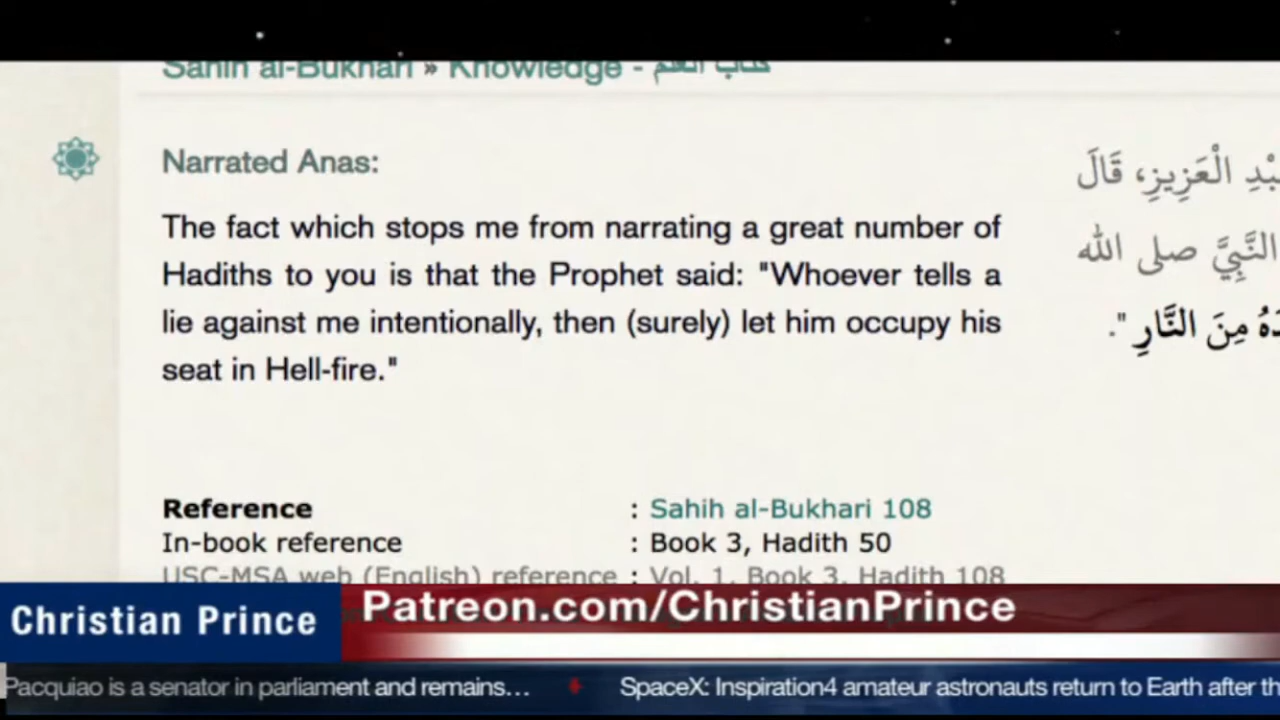 Sahih al-Bukhari » Knowledge - كتاب العلم
Narrated Anas:
The fact which stops me from narrating a great number of
Hadiths to you is that the Prophet said: "Whoever tells a
lie against me intentionally, then (surely) let him occupy his
seat in Hell-fire."
الْعَزِيزِ، قَالَ
النَّبِيَّ صلى الله
مِنَ النَّارِ ‏"‏‏.‏
Reference : Sahih al-Bukhari 108
In-book reference : Book 3, Hadith 50
USC-MSA web (English) reference : Vol. 1, Book 3, Hadith 108
Christian Prince
Patreon.com/ChristianPrince
Pacquiao is a senator in parliament and remains... SpaceX: Inspiration4 amateur astronauts return to Earth after